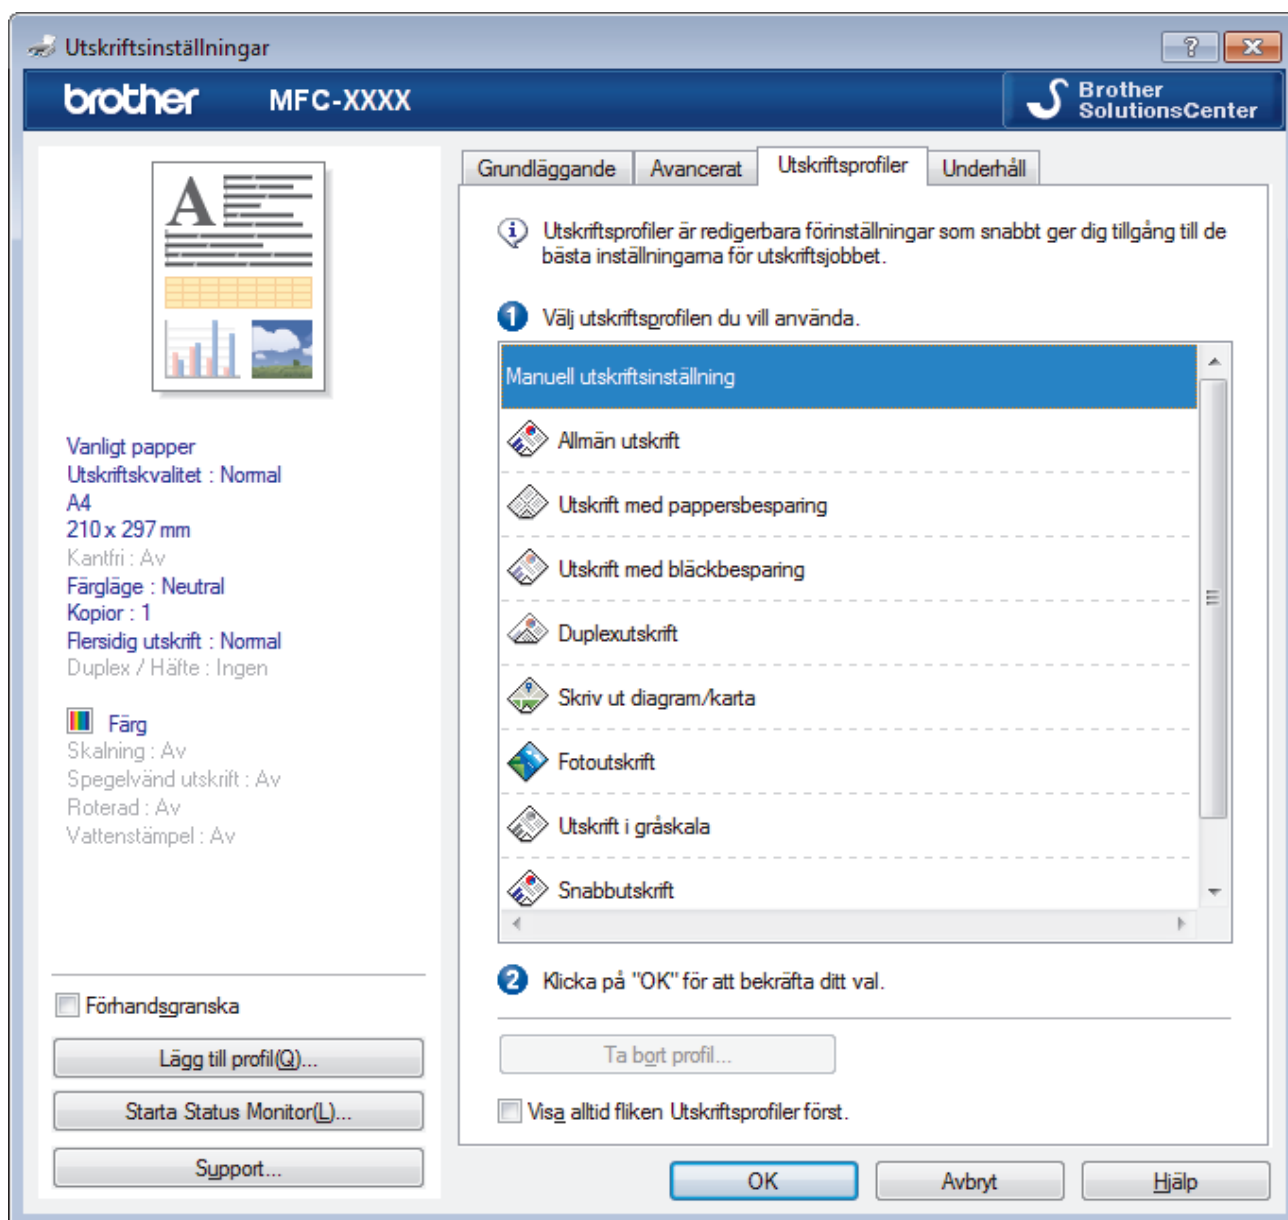 Utskriftsinställningar
brother MFC-XXXX
Brother
SolutionsCenter
A
Vanligt papper
Utskriftskvalitet : Normal
A4
210 x 297 mm
Kantfri : Av
Färgläge : Neutral
Kopior : 1
Flersidig utskrift : Normal
Duplex / Häfte : Ingen
Färg
Skalning : Av
Spegelvänd utskrift : Av
Roterad : Av
Vattenstämpel : Av
Förhandsgranska
Lägg till profil(Q)...
Starta Status Monitor(L)...
Support...
Grundläggande Avancerat Utskriftsprofiler Underhåll
Utskriftsprofiler är redigerbara förinställningar som snabbt ger dig tillgång till de
bästa inställningarna för utskriftsjobbet.
1 Välj utskriftsprofilen du vill använda.
Manuell utskriftsinställning
Allmän utskrift
Utskrift med pappersbesparing
Utskrift med bläckbesparing
Duplexutskrift
Skriv ut diagram/karta
Fotoutskrift
Utskrift i gråskala
Snabbutskrift
2 Klicka på "OK" för att bekräfta ditt val.
Ta bort profil...
Visa alltid fliken Utskriftsprofiler först.
OK Avbryt Hjälp